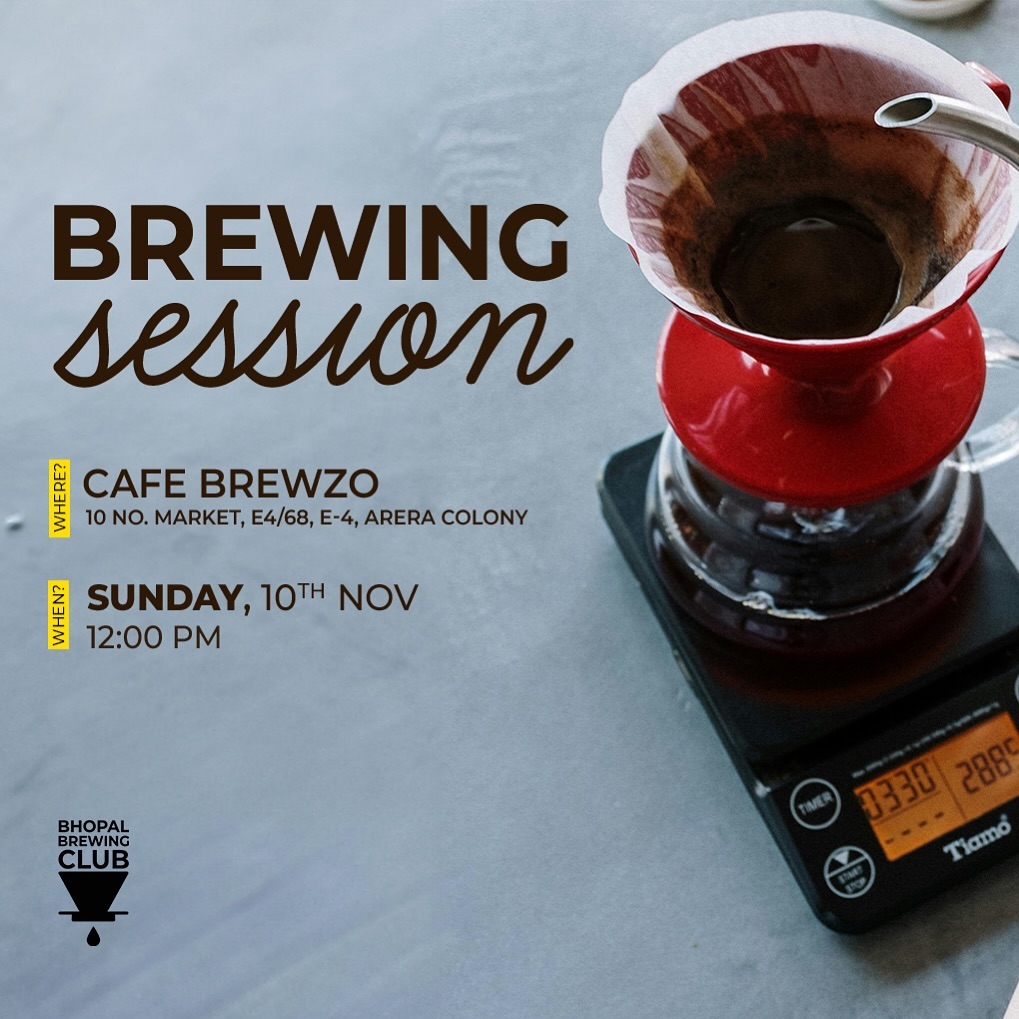 BREWING
session
WHERE?
CAFE BREWZO
10 NO. MARKET, E4/68, E-4, ARERA COLONY
WHEN?
SUNDAY, 10TH NOV
12:00 PM
TIMER
0330
START
STOP
Tiamo
BHOPAL
BREWING
CLUB